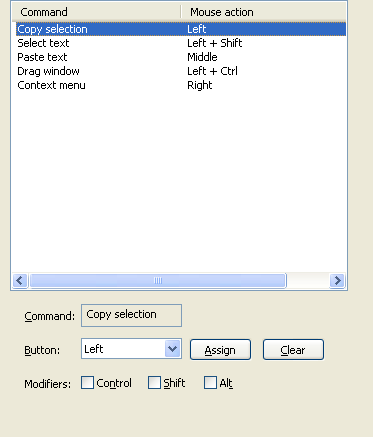 Command Mouse action
Copy selection Left
Select text Left + Shift
Paste text Middle
Drag window Left + Ctrl
Context menu Right
Command: Copy selection
Button: Left Assign Clear
Modifiers: Control Shift Alt